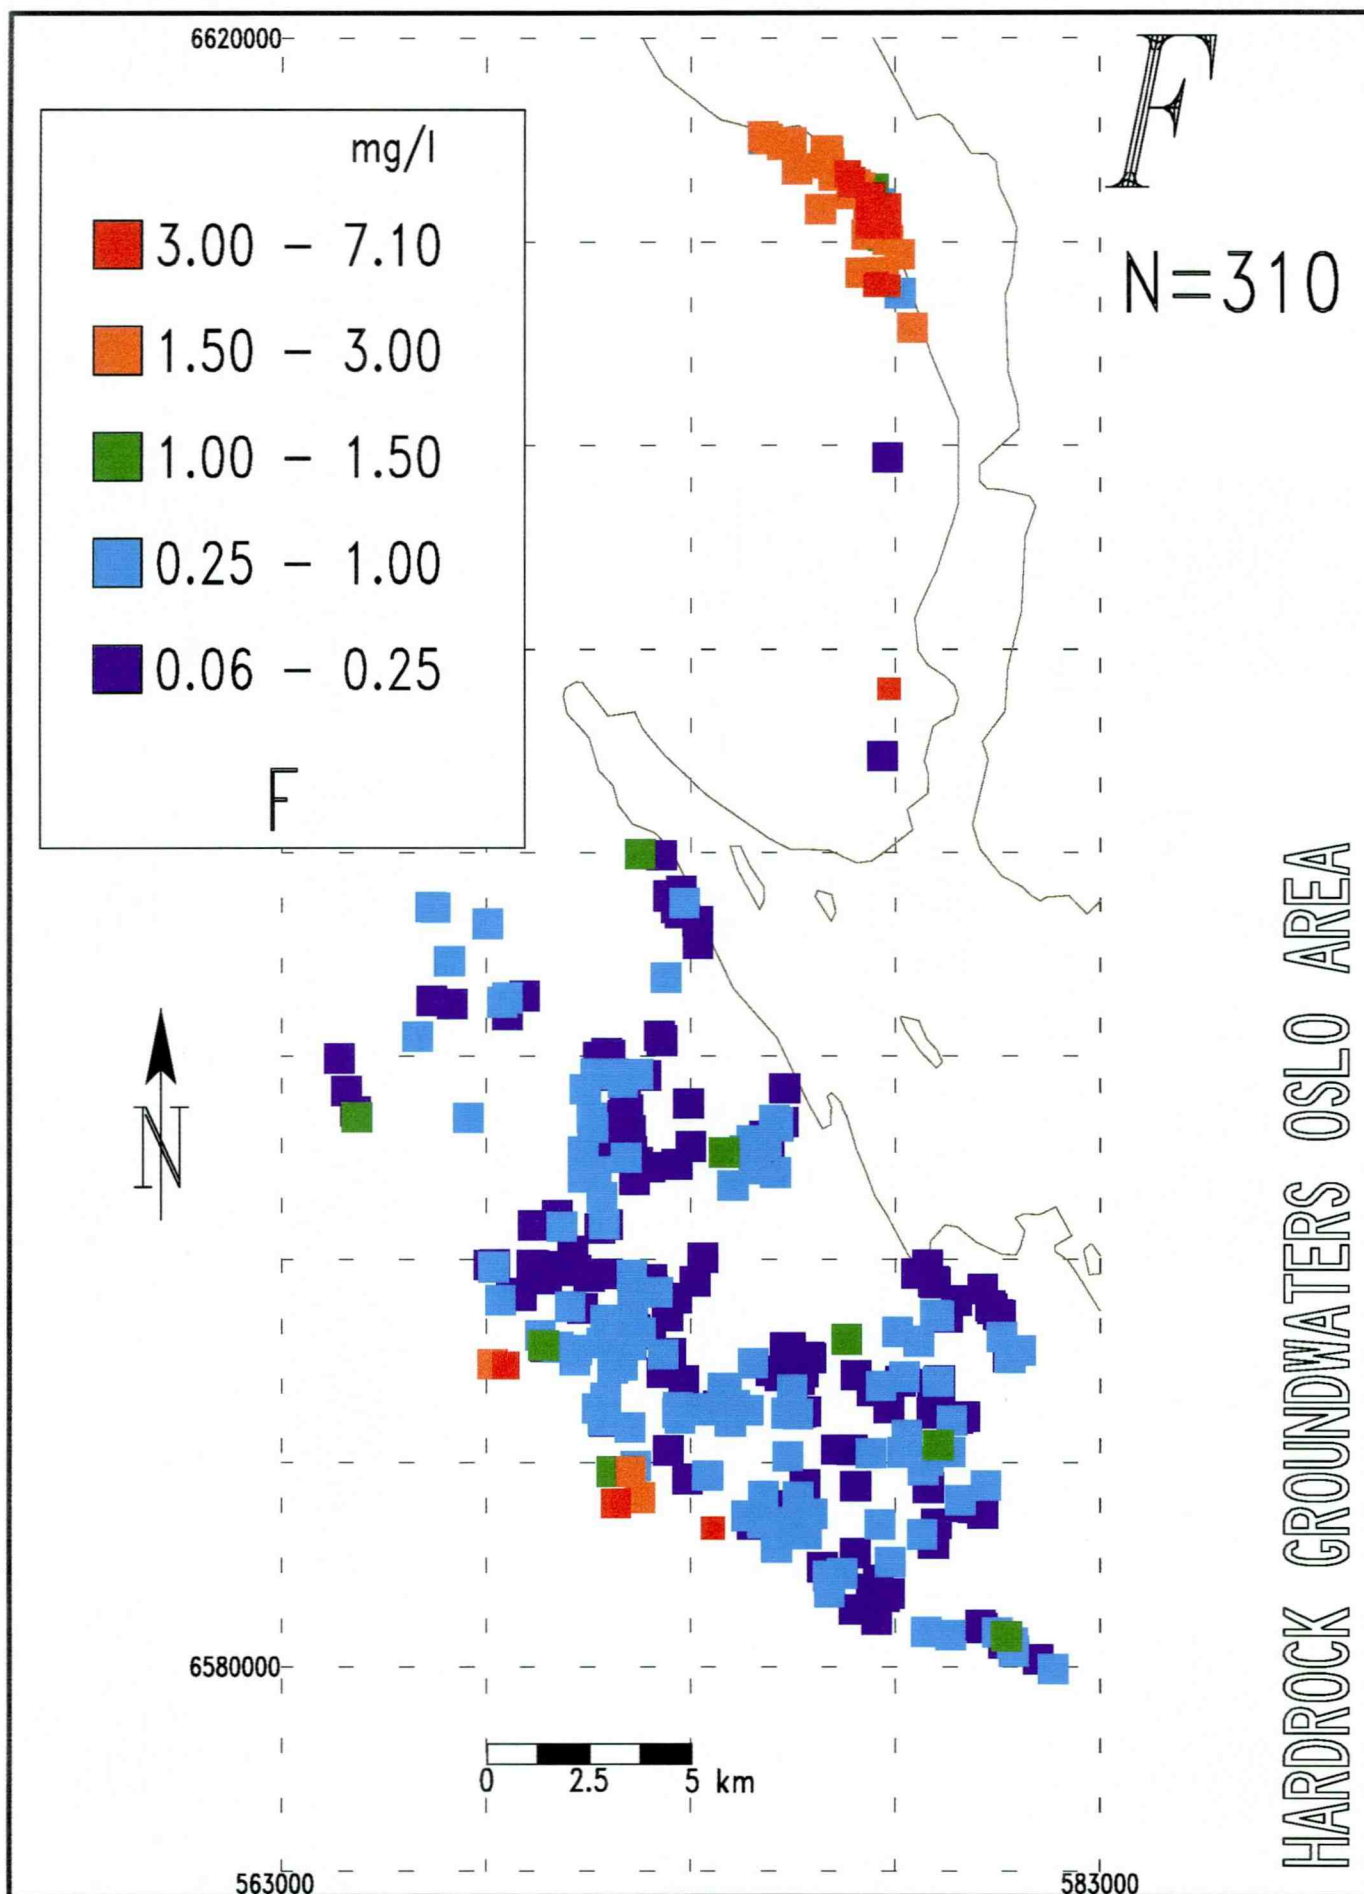 6620000
F
mg/l
3.00 – 7.10
N=310
1.50 – 3.00
1.00 – 1.50
0.25 – 1.00
0.06 – 0.25
F
HARDROCK GROUNDWATERS OSLO AREA
N
6580000
0 2.5 5 km
563000 583000